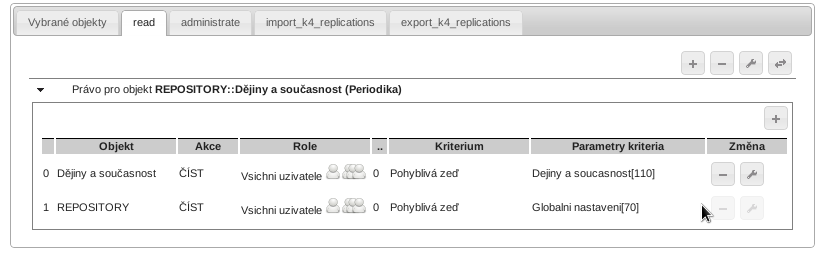 Vybrané objekty read administrate import_k4_replications export_k4_replications
Právo pro objekt REPOSITORY::Dějiny a současnost (Periodika)
Objekt Akce Role .. Kriterium Parametry kriteria Změna
0 Dějiny a současnost ČÍST Vsichni uzivatele 0 Pohyblivá zeď Dejiny a soucasnost[110]
1 REPOSITORY ČÍST Vsichni uzivatele 0 Pohyblivá zeď Globalni nastaveni[70]